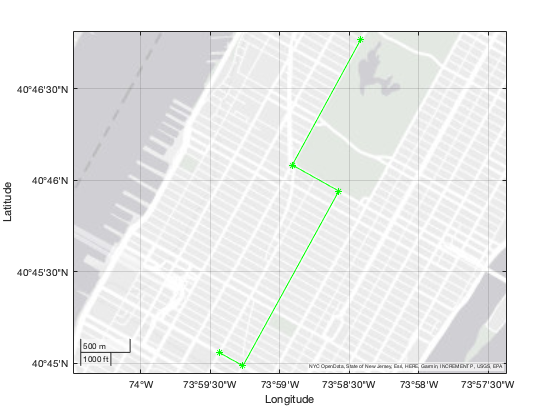 40°46'30"N
40°46'N
40°45'30"N
40°45'N
Latitude
500 m
1000 ft
NYC OpenData, State of New Jersey, Esri, HERE, Garmin, INCREMENT P, USGS, EPA
74°W
73°59'30"W
73°59'W
73°58'30"W
73°58'W
73°57'30"W
Longitude